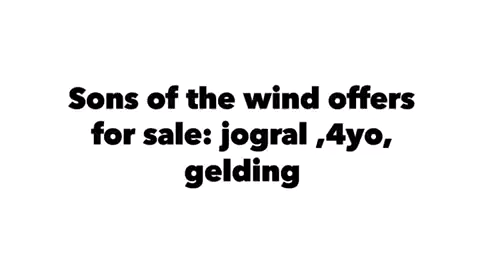 Sons of the wind offers
for sale: jogral ,4yo,
gelding